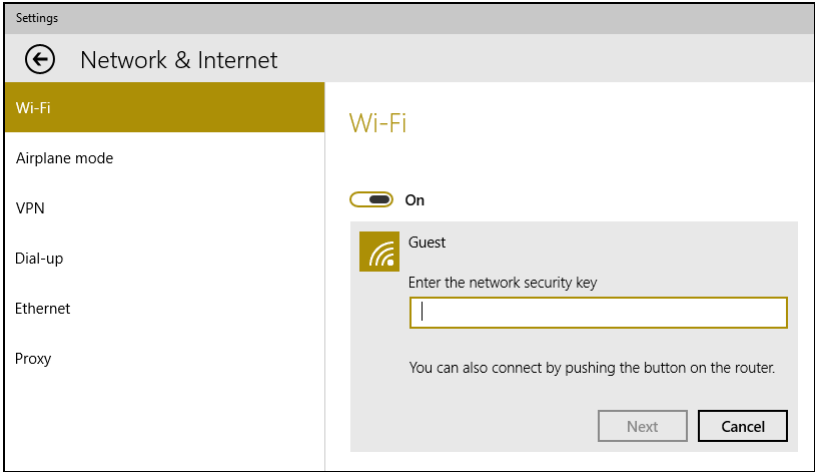 Settings
Network & Internet
Wi-Fi
Airplane mode
VPN
Dial-up
Ethernet
Proxy
Wi-Fi
On
Guest
Enter the network security key
You can also connect by pushing the button on the router.
Next
Cancel